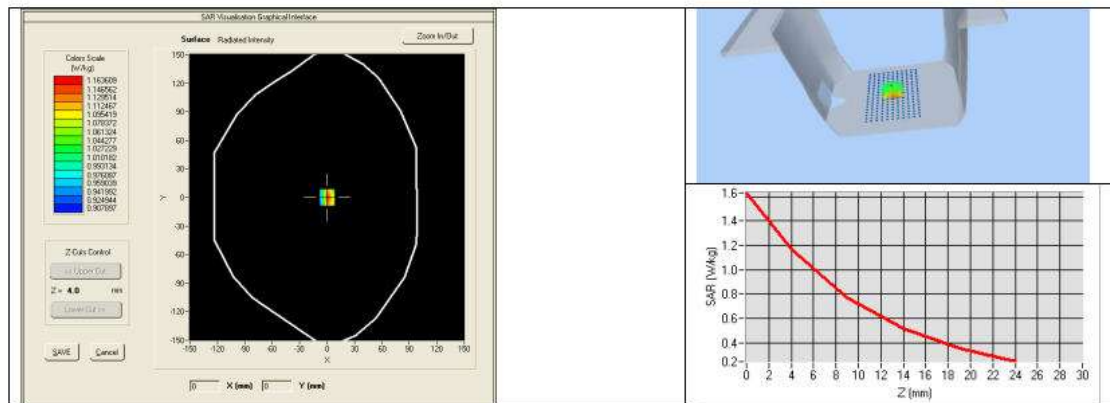 SAR Visualisation Graphical Interface
Surface Radiated Intensity
Zoom In/Out
Colors Scale
(W/kg)
1.163609
1.146562
1.129514
1.112467
1.095419
1.078372
1.061324
1.044277
1.027229
1.010182
0.993134
0.976087
0.959039
0.941992
0.924944
0.907897
150
120
90
60
30
0
-30
-60
-90
-120
-150
Y
-150 -120 -90 -60 -30 0 30 60 90 120 150
X
Z-Cuts Control
<< Upper Cut
Z = 4.0 mm
Lower Cut >>
SAVE Cancel
0 X (mm) 0 Y (mm)
1.6
1.4
1.2
1.0
0.8
0.6
0.4
0.2
SAR (W/kg)
0 2 4 6 8 10 12 14 16 18 20 22 24 26 28 30
Z (mm)